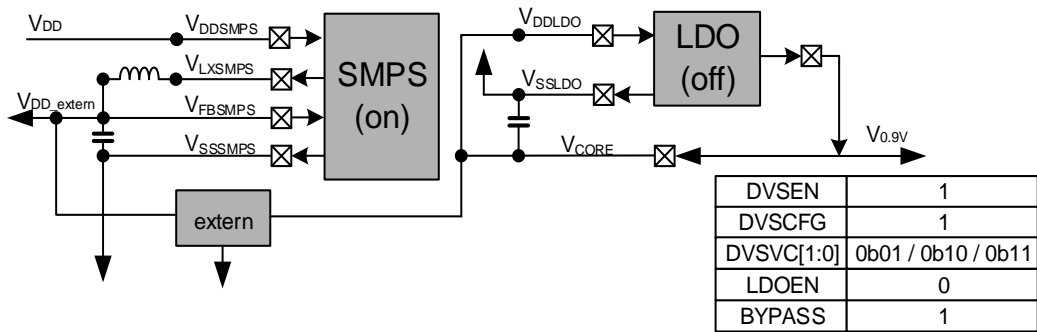 VDD
VDDSMPS
VLXSMPS
VDD_extern
VFBSMPS
VSSSMPS
SMPS
(on)
extern
VDDLDO
VSSLDO
VCORE
LDO
(off)
V0.9V
DVSEN 1
DVSCFG 1
DVSVC[1:0] 0b01 / 0b10 / 0b11
LDOEN 0
BYPASS 1